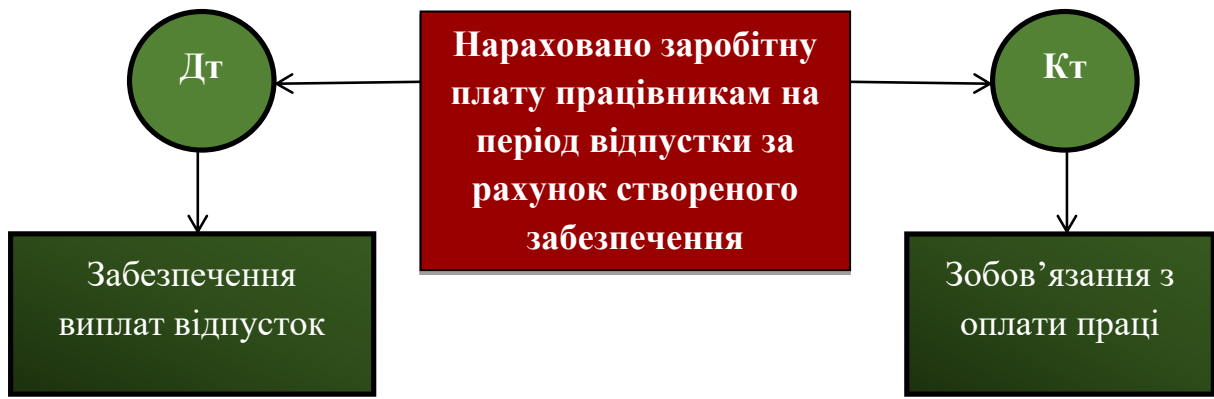 Дт
Нараховано заробітну
плату працівникам на
період відпустки за
рахунок створеного
забезпечення
Кт
Забезпечення
виплат відпусток
Зобов’язання з
оплати праці